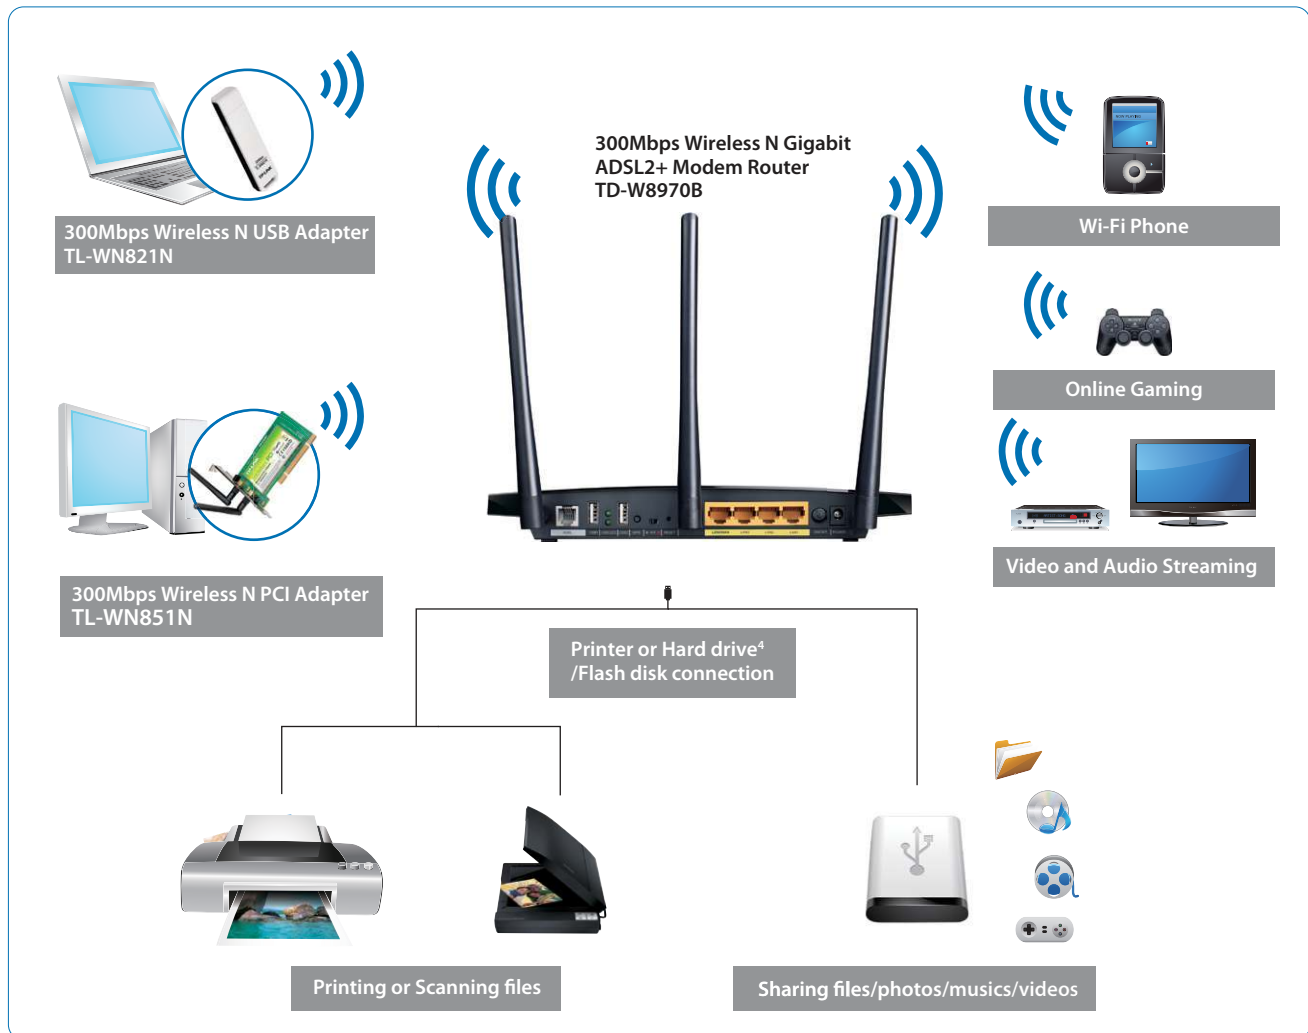 300Mbps Wireless N Gigabit
ADSL2+ Modem Router
TD-W8970B
300Mbps Wireless N USB Adapter
TL-WN821N
Wi-Fi Phone
Online Gaming
300Mbps Wireless N PCI Adapter
TL-WN851N
Video and Audio Streaming
Printer or Hard drive⁴
/Flash disk connection
Printing or Scanning files
Sharing files/photos/musics/videos